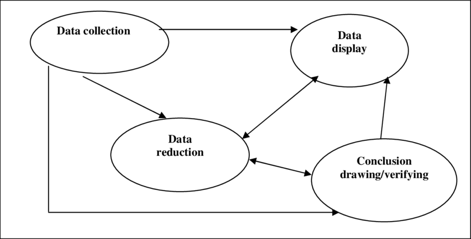 Data collection
Data
display
Data
reduction
Conclusion
drawing/verifying